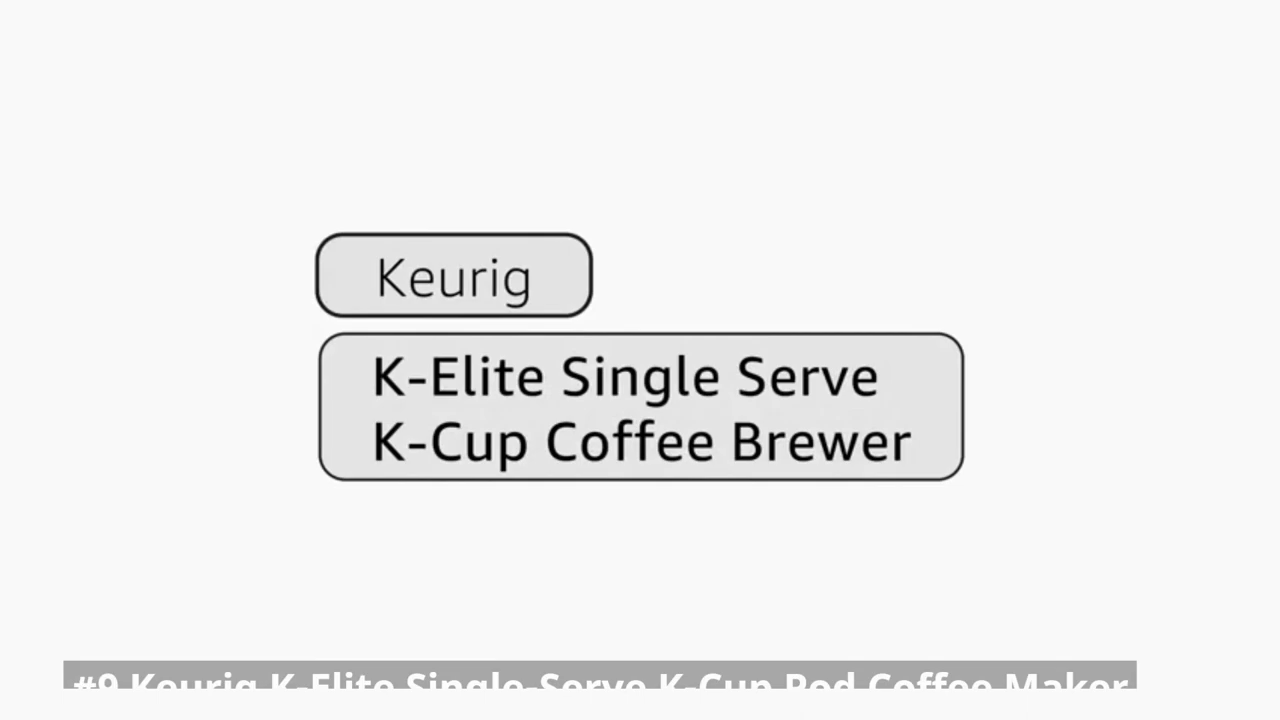 Keurig
K-Elite Single Serve
K-Cup Coffee Brewer
#9 Keurig K-Elite Single-Serve K-Cup Pod Coffee Maker